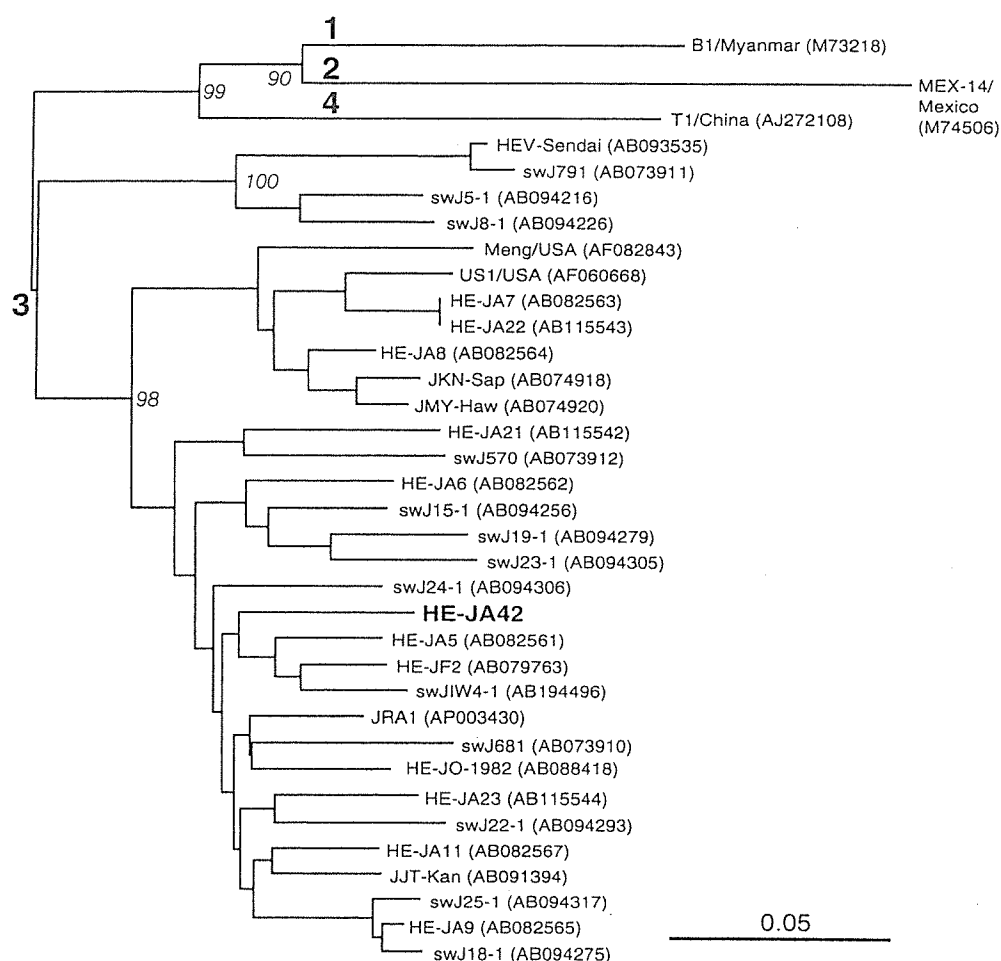 1
B1/Myanmar (M73218)
90
2
MEX-14/
Mexico
(M74506)
99
4
T1/China (AJ272108)
HEV-Sendai (AB093535)
swJ791 (AB073911)
100
swJ5-1 (AB094216)
swJ8-1 (AB094226)
Meng/USA (AF082843)
US1/USA (AF060668)
3
HE-JA7 (AB082563)
HE-JA22 (AB115543)
HE-JA8 (AB082564)
JKN-Sap (AB074918)
98
JMY-Haw (AB074920)
HE-JA21 (AB115542)
swJ570 (AB073912)
HE-JA6 (AB082562)
swJ15-1 (AB094256)
swJ19-1 (AB094279)
swJ23-1 (AB094305)
swJ24-1 (AB094306)
HE-JA42
HE-JA5 (AB082561)
HE-JF2 (AB079763)
swJIW4-1 (AB194496)
JRA1 (AP003430)
swJ681 (AB073910)
HE-JO-1982 (AB088418)
HE-JA23 (AB115544)
swJ22-1 (AB094293)
HE-JA11 (AB082567)
JJT-Kan (AB091394)
swJ25-1 (AB094317)
HE-JA9 (AB082565)
swJ18-1 (AB094275)
0.05